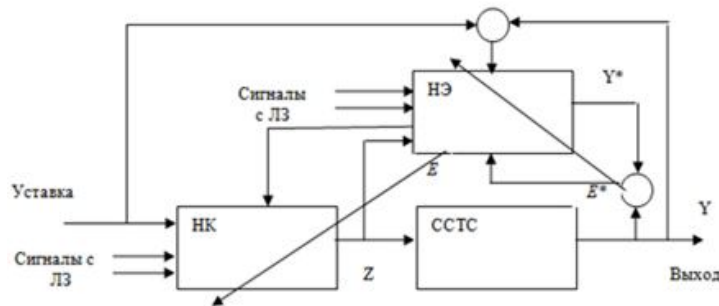 НЭ
Y*
Сигналы
с ЛЗ
E
E*
Уставка
НК
ССТС
Y
Сигналы с
ЛЗ
Z
Выход